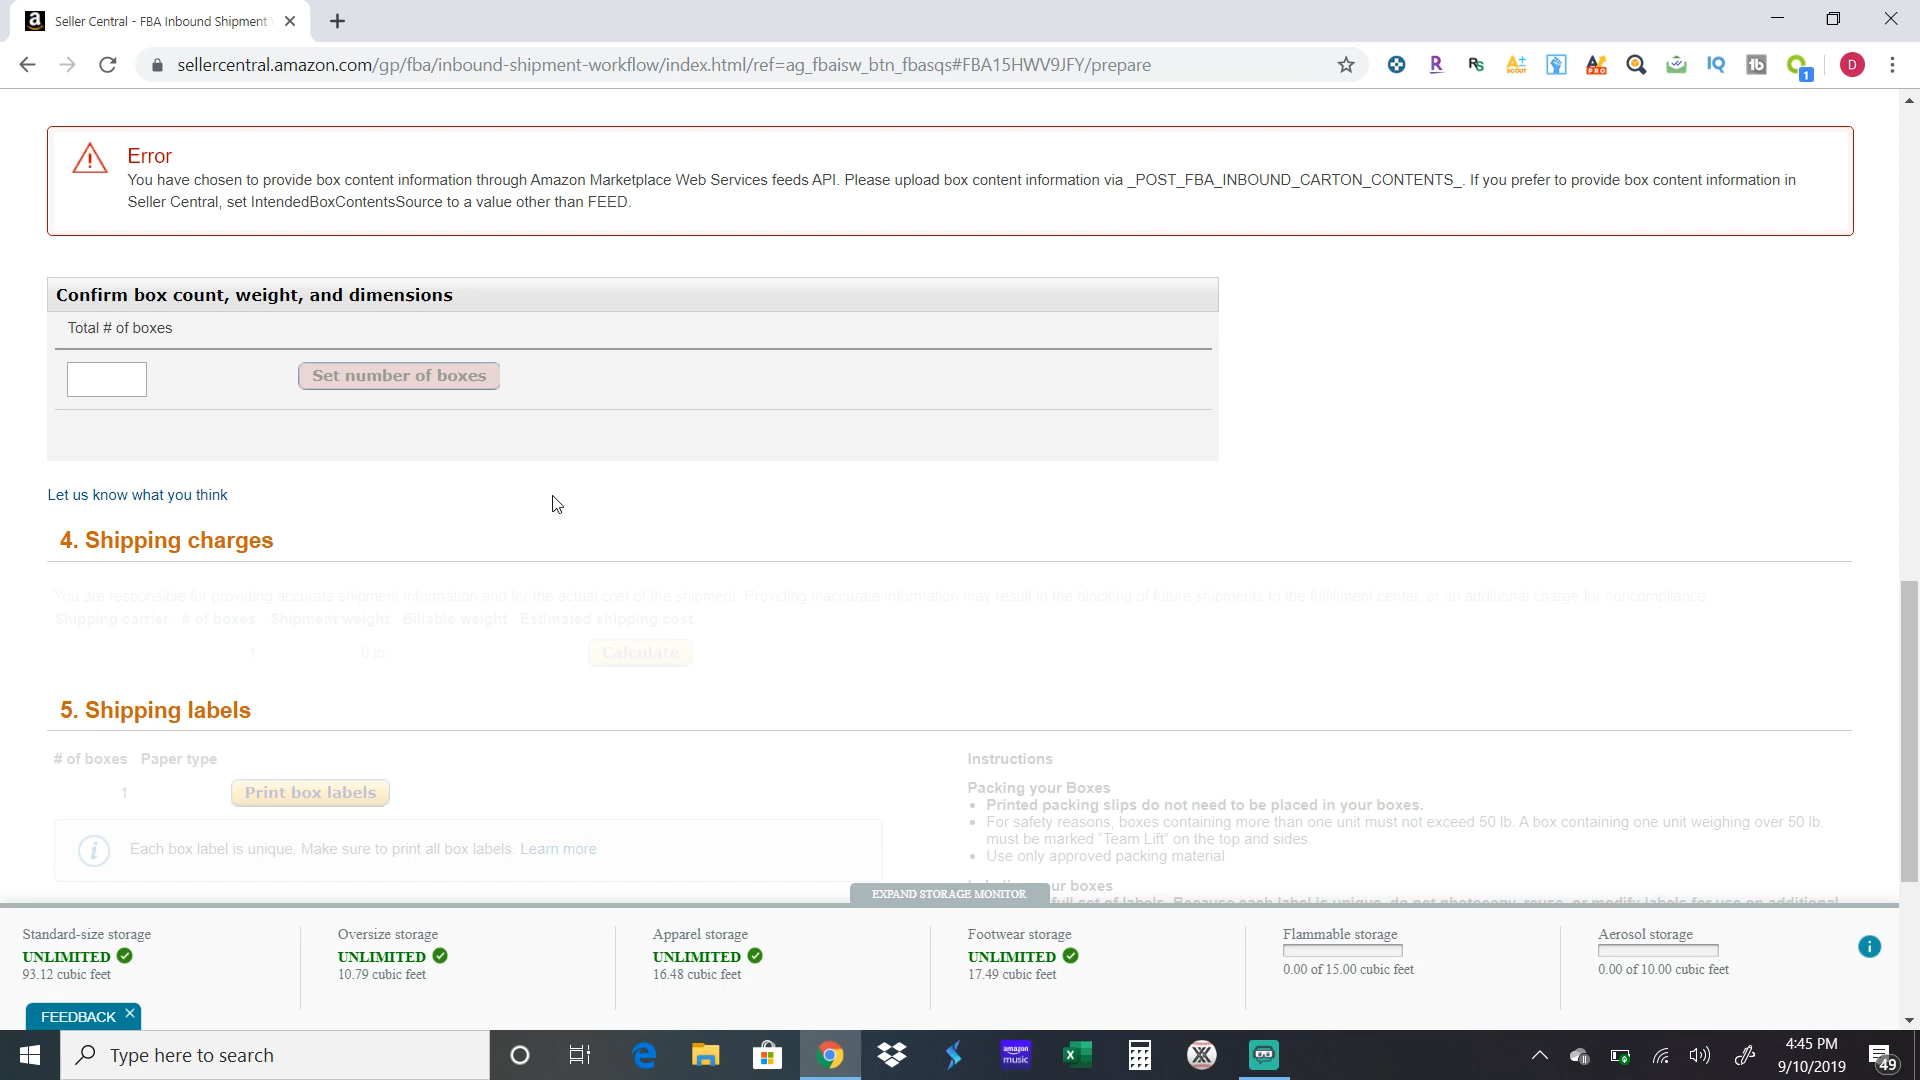 Seller Central - FBA Inbound Shipment
sellercentral.amazon.com/gp/fba/inbound-shipment-workflow/index.html/ref=ag_fbaisw_btn_fbasqs#FBA15HWV9JFY/prepare
Error
You have chosen to provide box content information through Amazon Marketplace Web Services feeds API. Please upload box content information via _POST_FBA_INBOUND_CARTON_CONTENTS_. If you prefer to provide box content information in
Seller Central, set IntendedBoxContentsSource to a value other than FEED.
Confirm box count, weight, and dimensions
Total # of boxes
Set number of boxes
Let us know what you think
4. Shipping charges
You are responsible for providing accurate shipment information and for the actual cost of the shipment. Providing inaccurate information may result in the blocking of future shipments to the fulfillment center, or an additional charge for noncompliance.
Shipping carrier # of boxes Shipment weight Billable weight Estimated shipping cost
1 0 lb Calculate
5. Shipping labels
# of boxes Paper type
1 Print box labels
Each box label is unique. Make sure to print all box labels. Learn more
Instructions
Packing your Boxes
• Printed packing slips do not need to be placed in your boxes.
• For safety reasons, boxes containing more than one unit must not exceed 50 lb. A box containing one unit weighing over 50 lb.
must be marked "Team Lift" on the top and sides.
• Use only approved packing material
ur boxes
EXPAND STORAGE MONITOR
Standard-size storage
UNLIMITED
93.12 cubic feet
Oversize storage
UNLIMITED
10.79 cubic feet
Apparel storage
UNLIMITED
16.48 cubic feet
Footwear storage
UNLIMITED
17.49 cubic feet
Flammable storage
0.00 of 15.00 cubic feet
Aerosol storage
0.00 of 10.00 cubic feet
FEEDBACK
Type here to search
amazon music
4:45 PM
9/10/2019
49